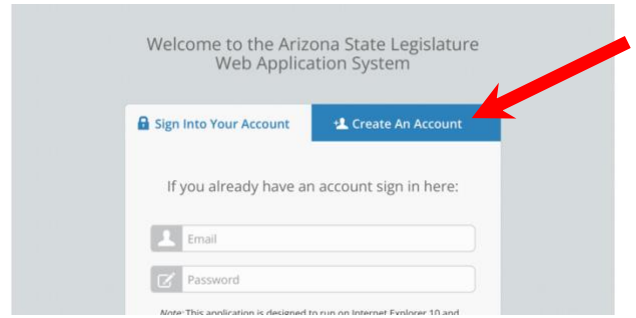 Welcome to the Arizona State Legislature
Web Application System
Sign Into Your Account
Create An Account
If you already have an account sign in here:
Email
Password
Note: This application is designed to run on Internet Explorer 10 and